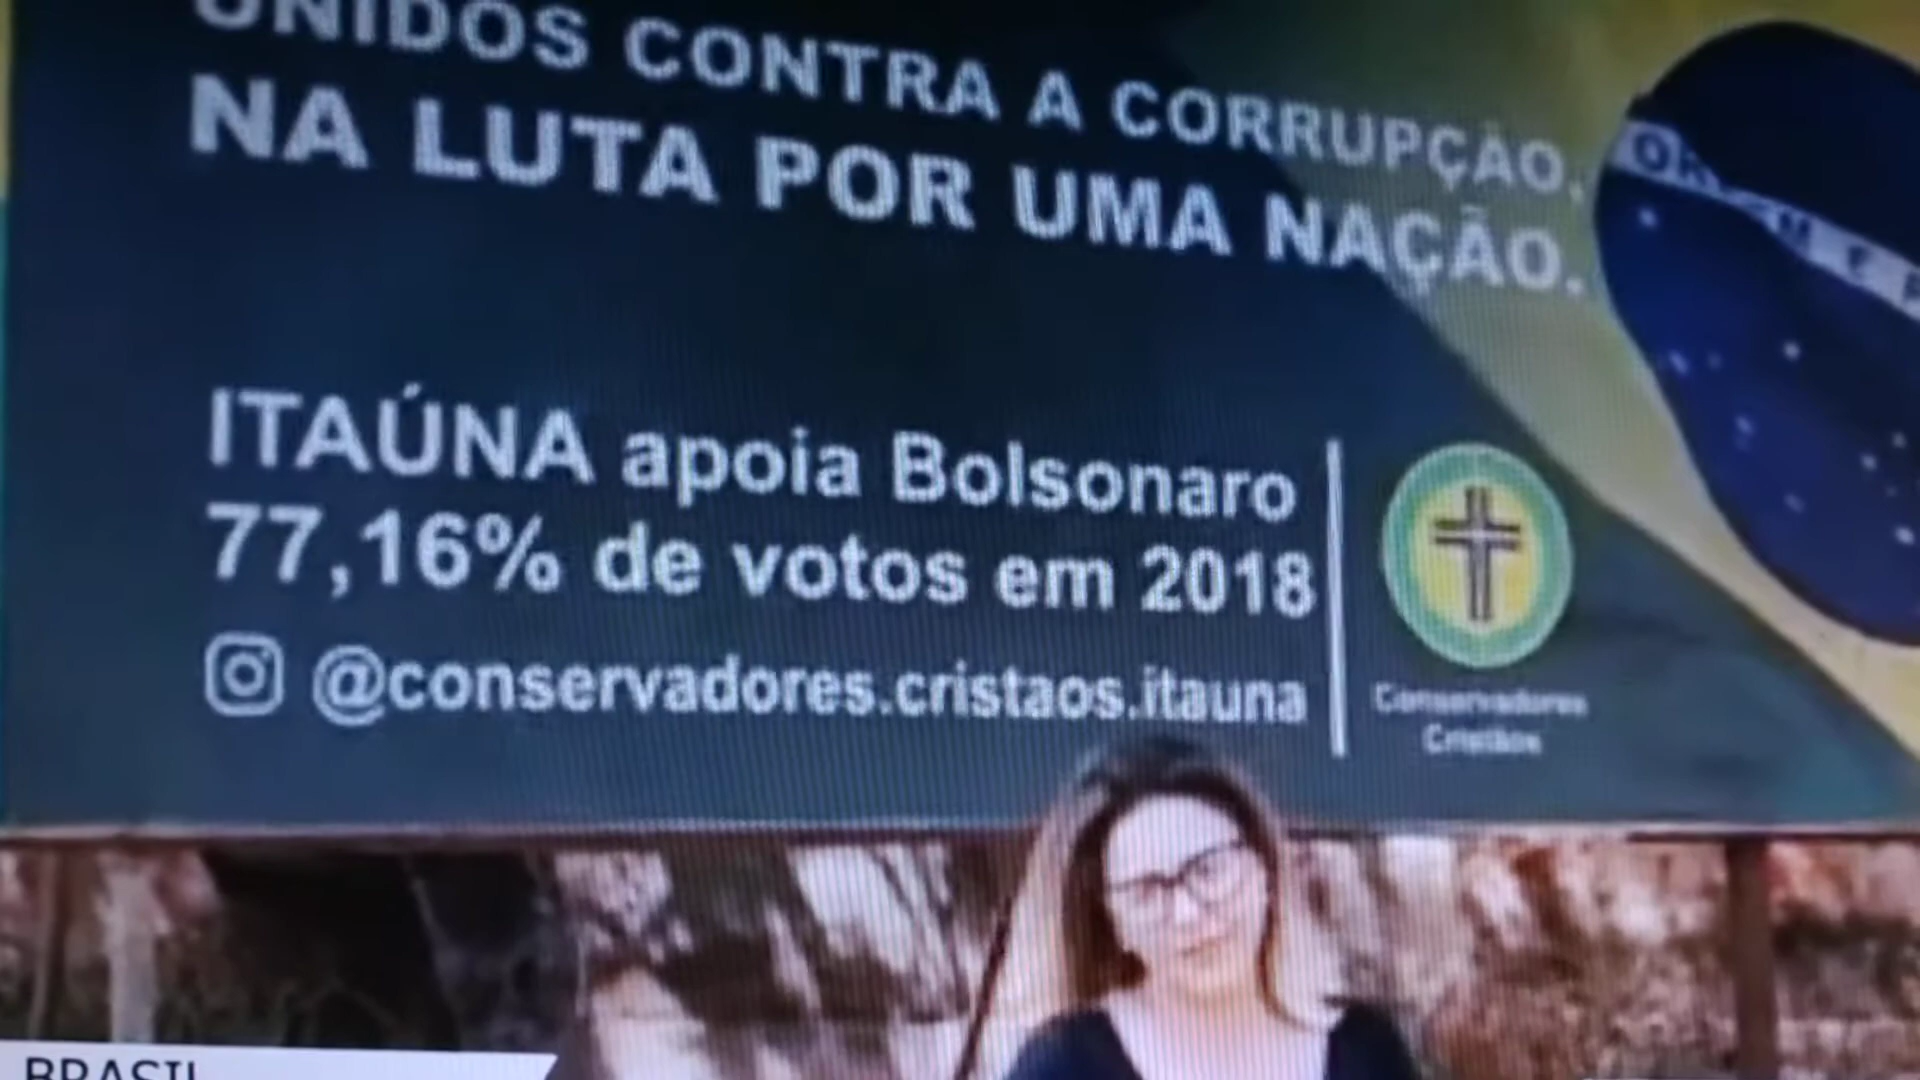 UNIDOS CONTRA A CORRUPÇÃO,
NA LUTA POR UMA NAÇÃO.
ITAÚNA apoia Bolsonaro
77,16% de votos em 2018
@conservadores.cristaos.itauna
Conservadores
Cristãos
BRASIL